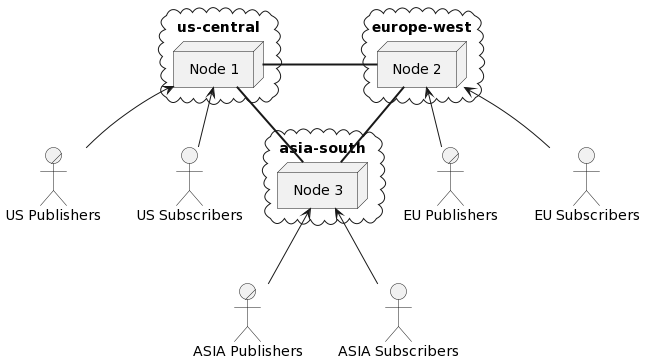 us-central
europe-west
Node 1
Node 2
asia-south
Node 3
US Publishers
US Subscribers
EU Publishers
EU Subscribers
ASIA Publishers
ASIA Subscribers